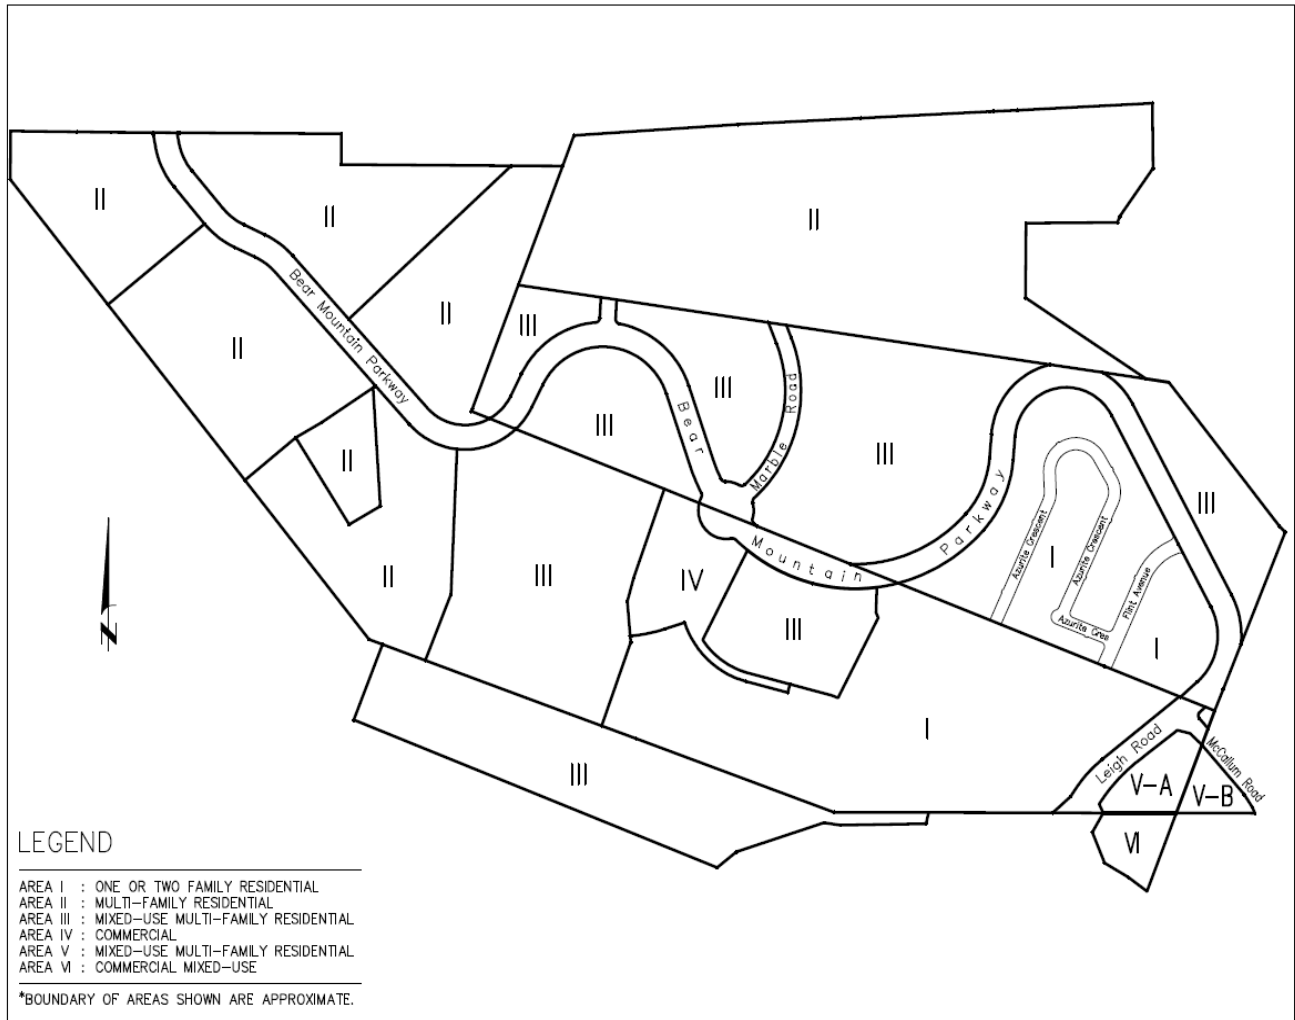 II
II
II
Bear Mountain Parkway
II
III
II
III
Marble Road
III
Bear
III
III
II
Parkway
III
Azurite Crescent
Azurite Crescent
I
Mountain
II
III
IV
Flint Avenue
Azurite Cres
III
I
I
Leigh Road
McCallum Road
III
V-A
V-B
VI
N
LEGEND
AREA I : ONE OR TWO FAMILY RESIDENTIAL
AREA II : MULTI-FAMILY RESIDENTIAL
AREA III : MIXED-USE MULTI-FAMILY RESIDENTIAL
AREA IV : COMMERCIAL
AREA V : MIXED-USE MULTI-FAMILY RESIDENTIAL
AREA VI : COMMERCIAL MIXED-USE
*BOUNDARY OF AREAS SHOWN ARE APPROXIMATE.